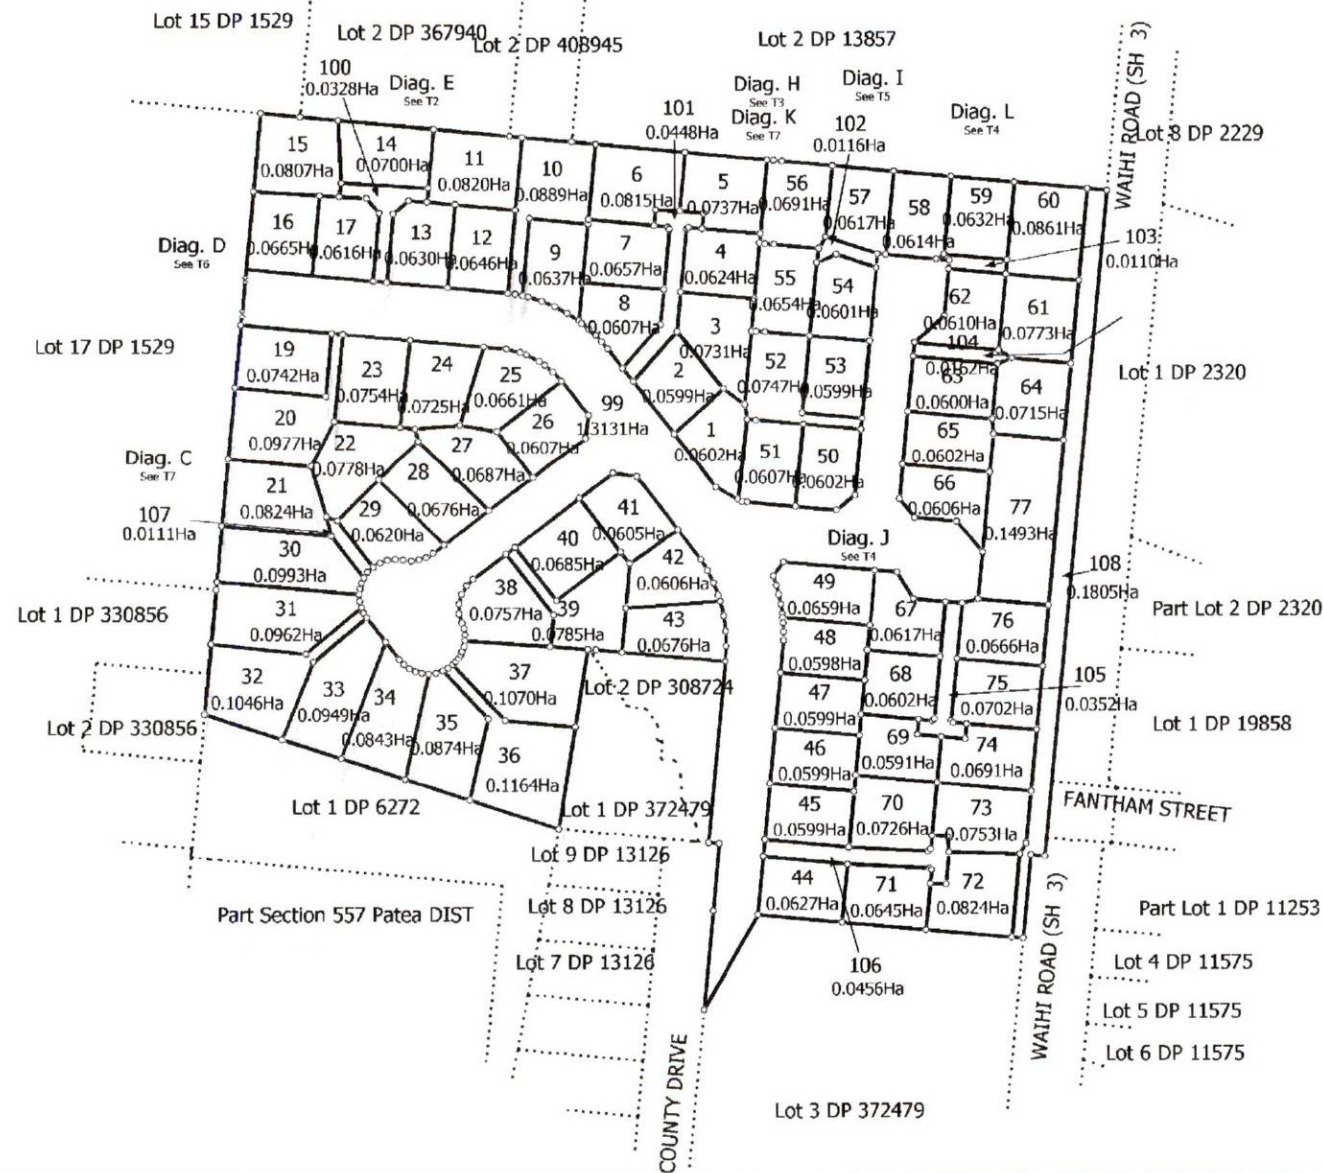 Lot 15 DP 1529
Lot 2 DP 367940
Lot 2 DP 408945
Lot 2 DP 13857
WAIHI ROAD (SH 3)
100
0.0328Ha
Diag. E
See T2
101
0.0448Ha
Diag. H
See T3
Diag. K
See T7
Diag. I
See T5
102
0.0116Ha
Diag. L
See T4
Lot 8 DP 2229
15
0.0807Ha
14
0.0700Ha
11
0.0820Ha
10
0.0889Ha
6
0.0815Ha
5
0.0737Ha
56
0.0691Ha
57
0.0617Ha
58
0.0614Ha
59
0.0632Ha
60
0.0861Ha
103
0.0110Ha
Diag. D
See T6
16
0.0665Ha
17
0.0616Ha
13
0.0630Ha
12
0.0646Ha
9
0.0637Ha
7
0.0657Ha
4
0.0624Ha
55
0.0654Ha
54
0.0601Ha
62
0.0610Ha
61
0.0773Ha
8
0.0607Ha
3
0.0731Ha
104
0.0162Ha
Lot 17 DP 1529
19
0.0742Ha
23
0.0754Ha
24
0.0725Ha
25
0.0661Ha
26
0.0607Ha
99
1.3131Ha
2
0.0599Ha
52
0.0747Ha
53
0.0599Ha
63
0.0600Ha
64
0.0715Ha
Lot 1 DP 2320
20
0.0977Ha
22
0.0778Ha
27
0.0687Ha
1
0.0602Ha
51
0.0607Ha
50
0.0602Ha
65
0.0602Ha
Diag. C
See T7
21
0.0824Ha
28
0.0676Ha
29
0.0620Ha
66
0.0606Ha
77
0.1493Ha
107
0.0111Ha
41
0.0605Ha
40
0.0685Ha
42
0.0606Ha
Diag. J
See T4
30
0.0993Ha
38
0.0757Ha
39
0.0785Ha
43
0.0676Ha
49
0.0659Ha
67
0.0617Ha
76
0.0666Ha
108
0.1805Ha
Part Lot 2 DP 2320
Lot 1 DP 330856
31
0.0962Ha
48
0.0598Ha
68
0.0602Ha
75
0.0702Ha
105
0.0352Ha
32
0.1046Ha
33
0.0949Ha
34
0.0843Ha
35
0.0874Ha
37
0.1070Ha
Lot 2 DP 308724
47
0.0599Ha
69
0.0591Ha
74
0.0691Ha
Lot 1 DP 19858
Lot 2 DP 330856
36
0.1164Ha
46
0.0599Ha
Lot 1 DP 6272
Lot 1 DP 372479
45
0.0599Ha
70
0.0726Ha
73
0.0753Ha
FANTHAM STREET
Lot 9 DP 13126
44
0.0627Ha
71
0.0645Ha
72
0.0824Ha
Part Section 557 Patea DIST
Lot 8 DP 13126
Part Lot 1 DP 11253
Lot 7 DP 13126
106
0.0456Ha
WAIHI ROAD (SH 3)
Lot 4 DP 11575
Lot 5 DP 11575
Lot 6 DP 11575
COUNTY DRIVE
Lot 3 DP 372479